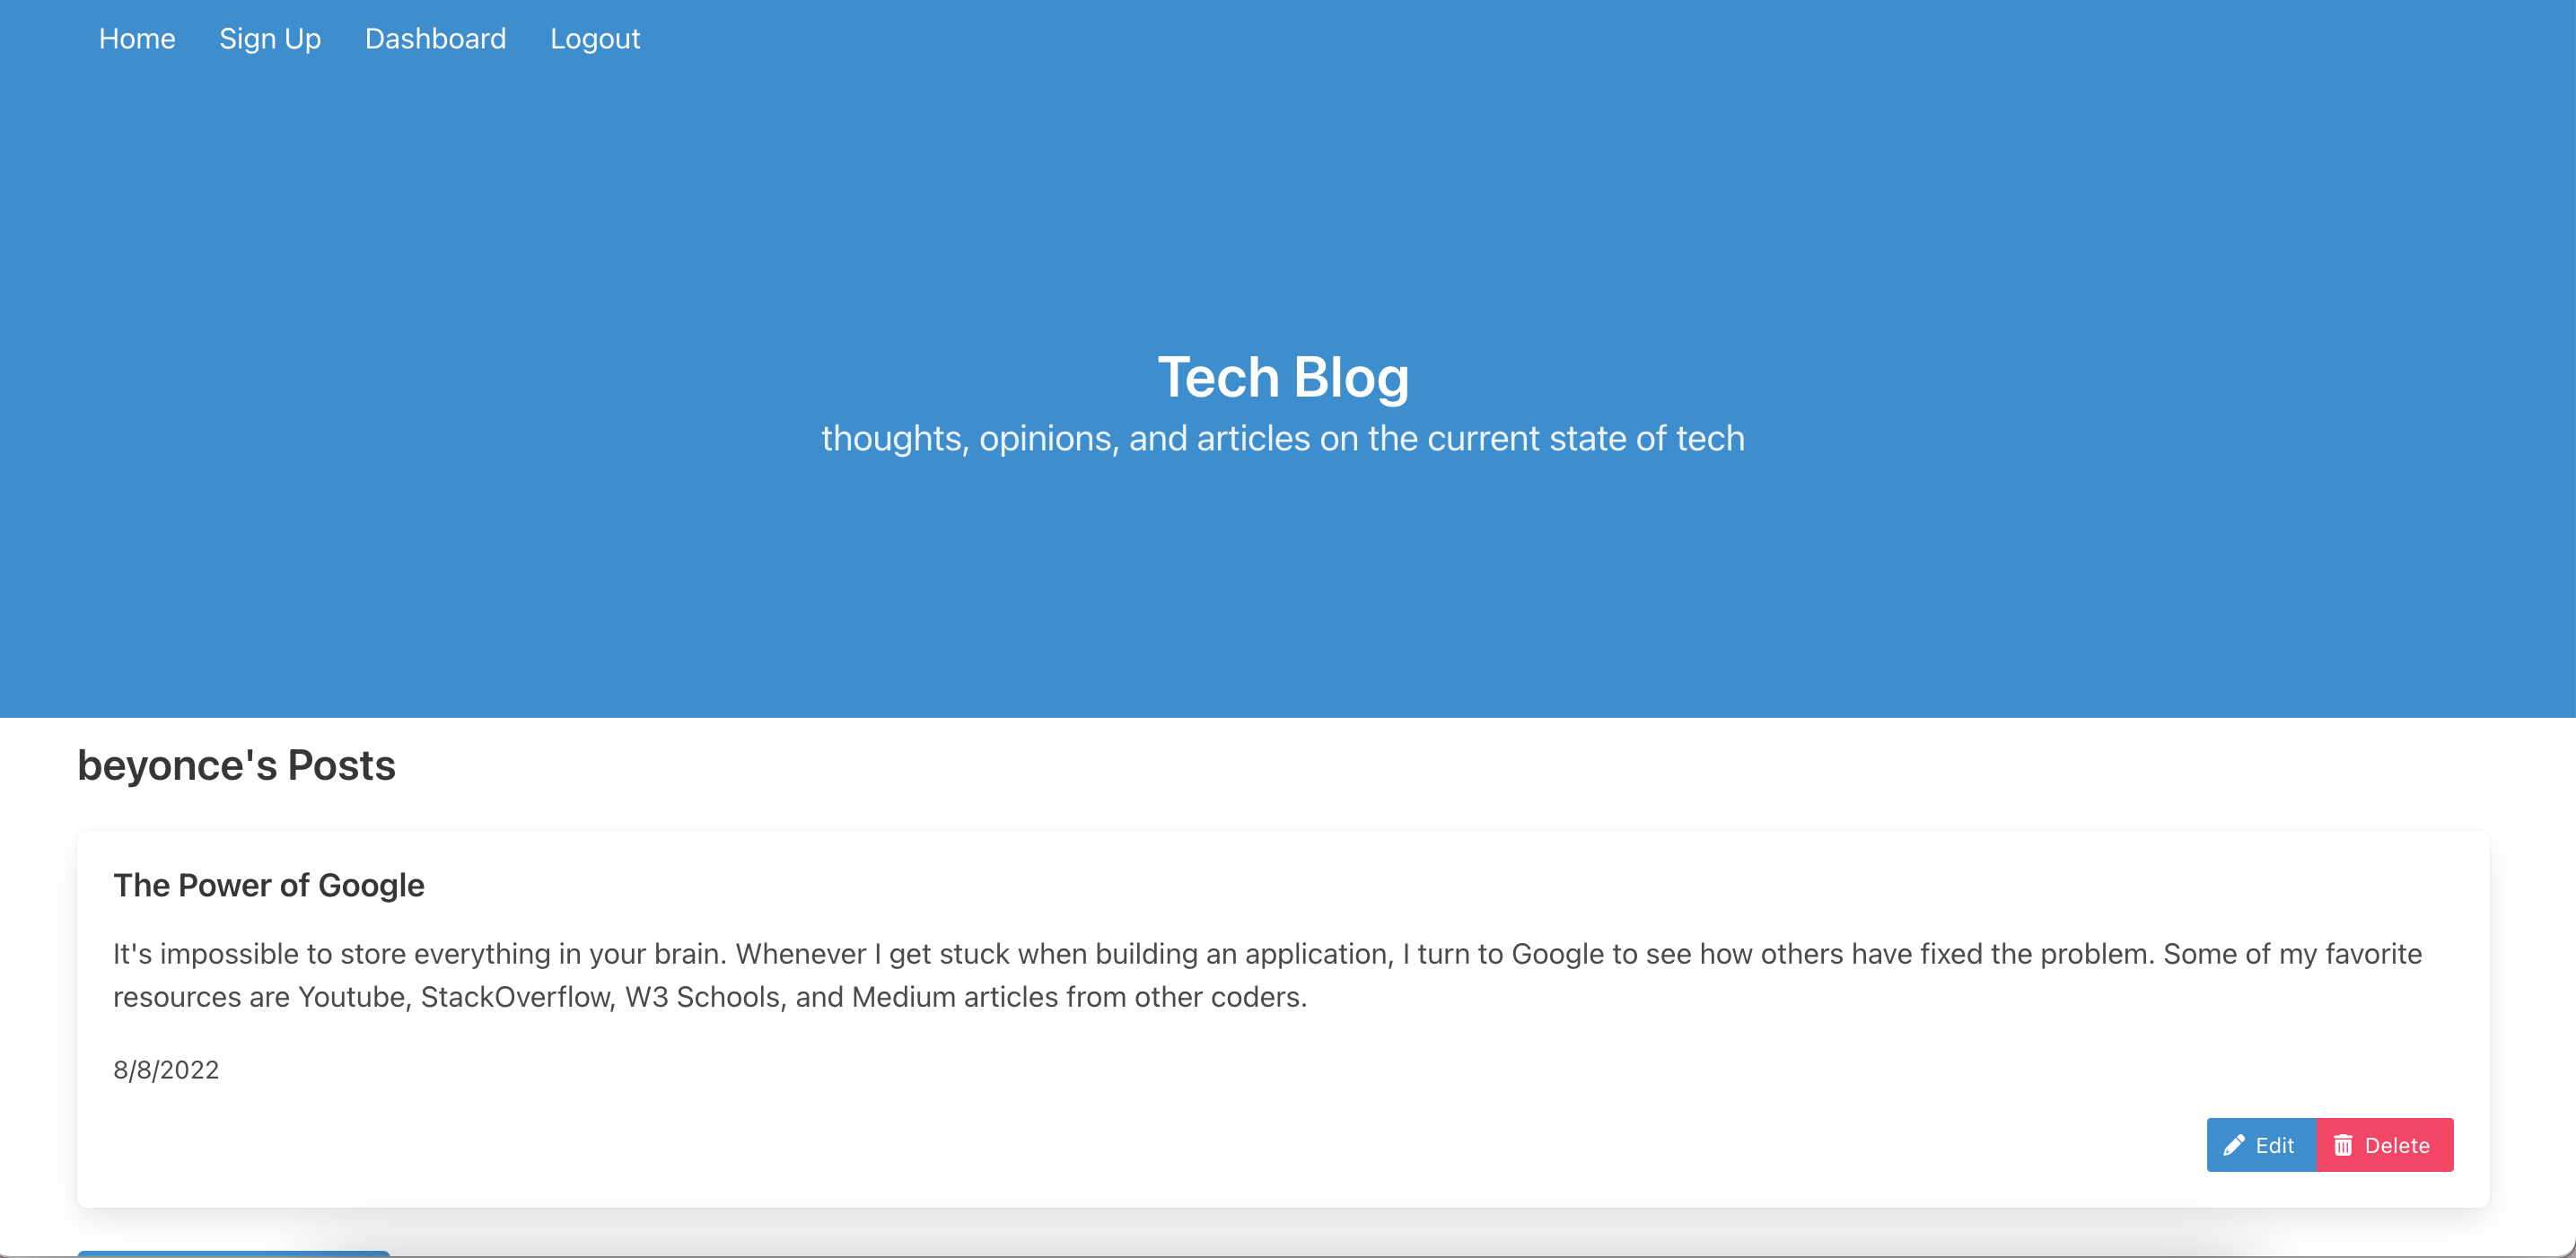 Home Sign Up Dashboard Logout
Tech Blog
thoughts, opinions, and articles on the current state of tech
beyonce's Posts
The Power of Google
It's impossible to store everything in your brain. Whenever I get stuck when building an application, I turn to Google to see how others have fixed the problem. Some of my favorite
resources are Youtube, StackOverflow, W3 Schools, and Medium articles from other coders.
8/8/2022
Edit Delete